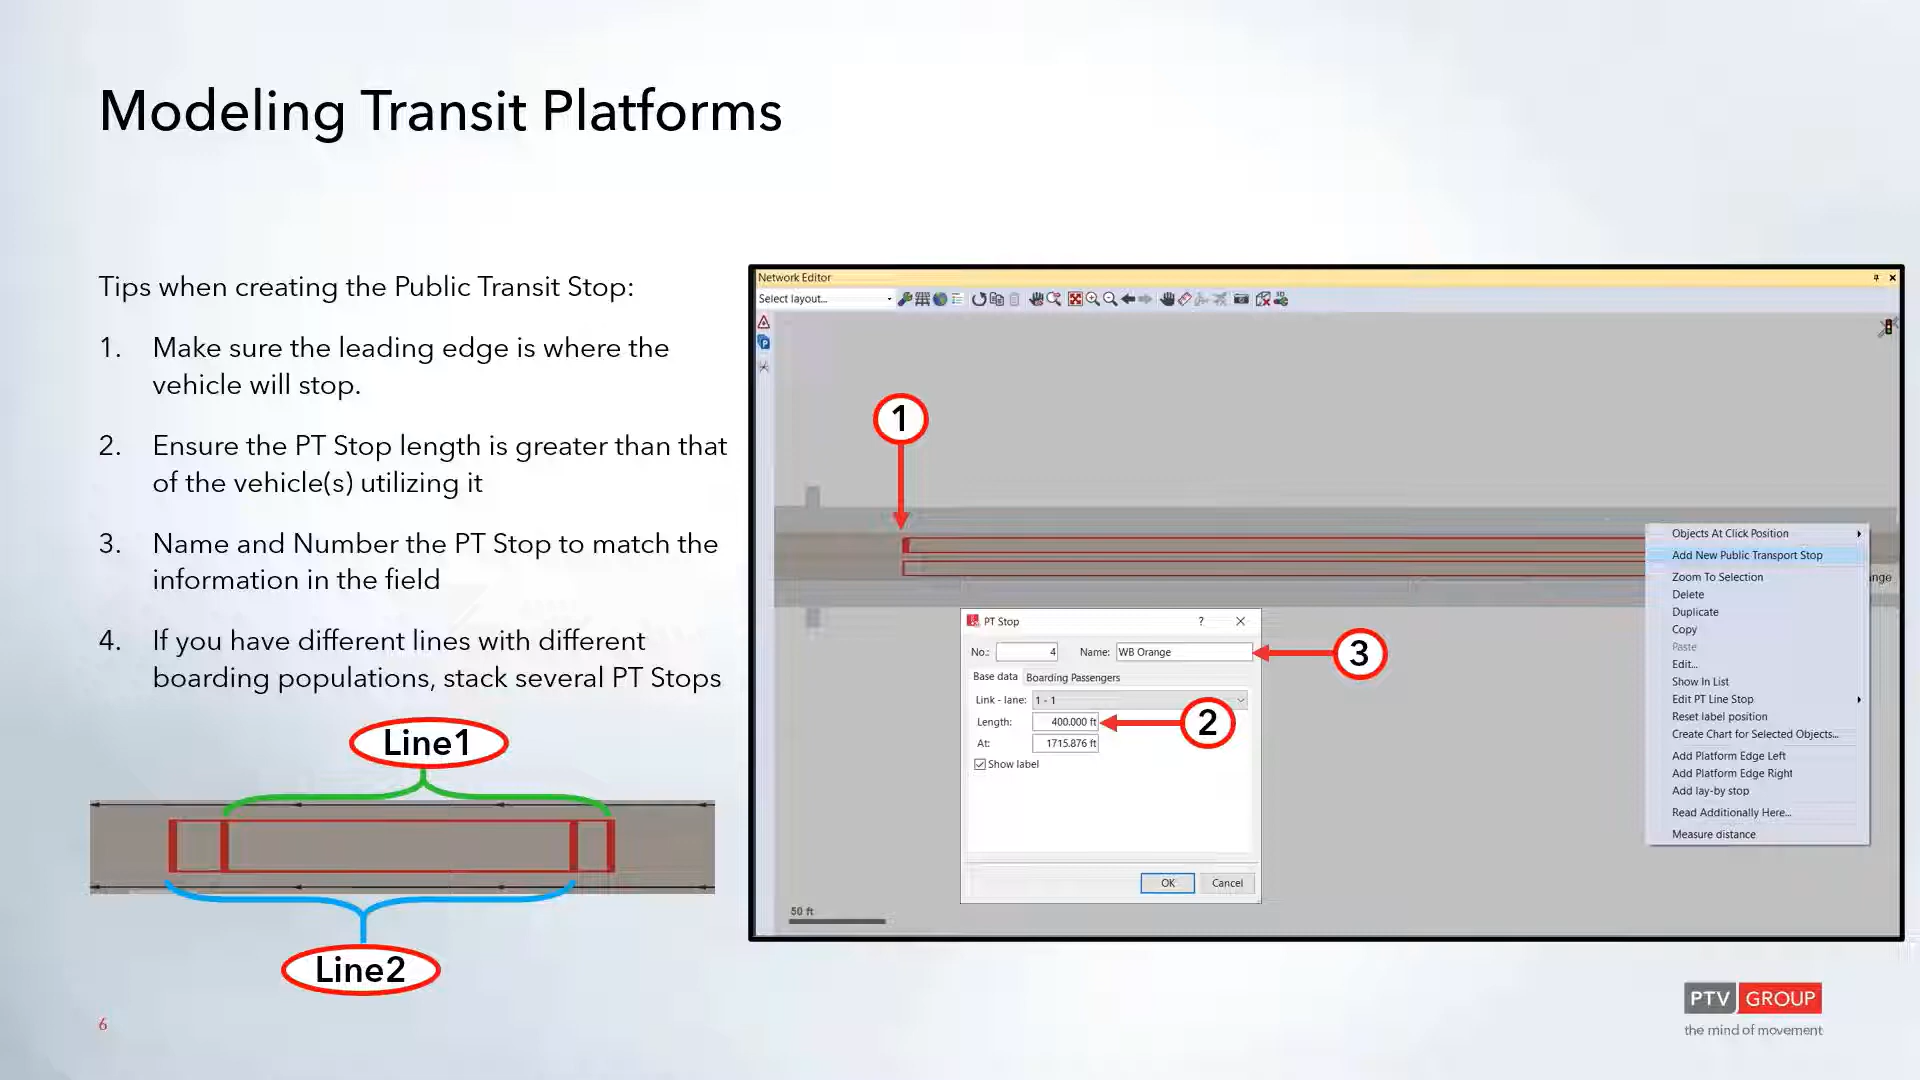 Modeling Transit Platforms
Tips when creating the Public Transit Stop:
1. Make sure the leading edge is where the
vehicle will stop.
2. Ensure the PT Stop length is greater than that
of the vehicle(s) utilizing it
3. Name and Number the PT Stop to match the
information in the field
4. If you have different lines with different
boarding populations, stack several PT Stops
Line1
Line2
Network Editor
Select layout...
1
Objects At Click Position
Add New Public Transport Stop
Zoom To Selection
Delete
Duplicate
Copy
Paste
Edit...
Show In List
Edit PT Line Stop
Reset label position
Create Chart for Selected Objects...
Add Platform Edge Left
Add Platform Edge Right
Add lay-by stop
Read Additionally Here...
Measure distance
nge
PT Stop ?
No.: 4 Name: WB Orange
3
Base data Boarding Passengers
Link - lane: 1 - 1
Length: 400.000 ft
2
At: 1715.876 ft
Show label
OK Cancel
50 ft
6
PTV GROUP
the mind of movement